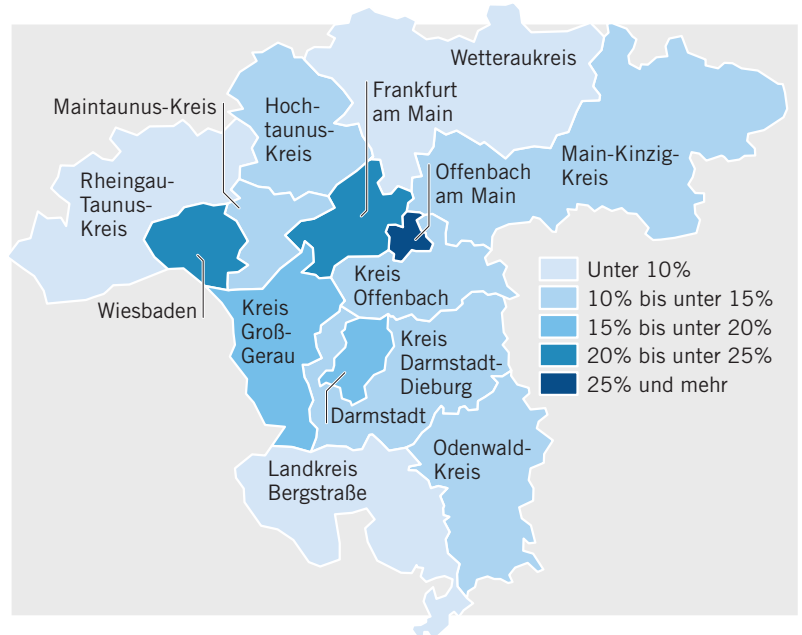 Wetteraukreis
Frankfurt
am Main
Maintaunus-Kreis
Hoch-
taunus-
Kreis
Offenbach
am Main
Main-Kinzig-
Kreis
Rheingau-
Taunus-
Kreis
Wiesbaden
Kreis
Offenbach
Kreis
Groß-
Gerau
Kreis
Darmstadt-
Dieburg
Darmstadt
Odenwald-
Kreis
Landkreis
Bergstraße
Unter 10%
10% bis unter 15%
15% bis unter 20%
20% bis unter 25%
25% und mehr